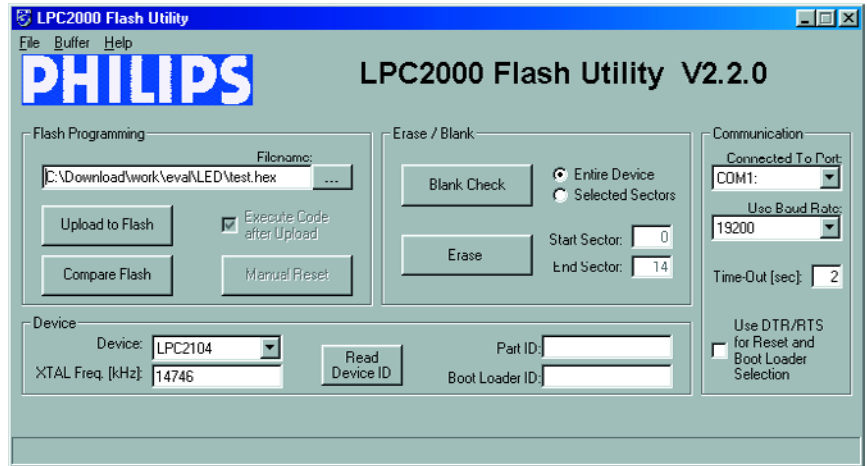 LPC2000 Flash Utility
File Buffer Help
PHILIPS
LPC2000 Flash Utility V2.2.0
Flash Programming
Filename:
C:\Download\work\eval\LED\test.hex
...
Upload to Flash
Execute Code
after Upload
Compare Flash
Manual Reset
Erase / Blank
Blank Check
Entire Device
Selected Sectors
Erase
Start Sector: 0
End Sector: 14
Communication
Connected To Port:
COM1:
Use Baud Rate:
19200
Time-Out [sec]: 2
Use DTR/RTS
for Reset and
Boot Loader
Selection
Device
Device: LPC2104
XTAL Freq. [kHz]: 14746
Read
Device ID
Part ID:
Boot Loader ID: